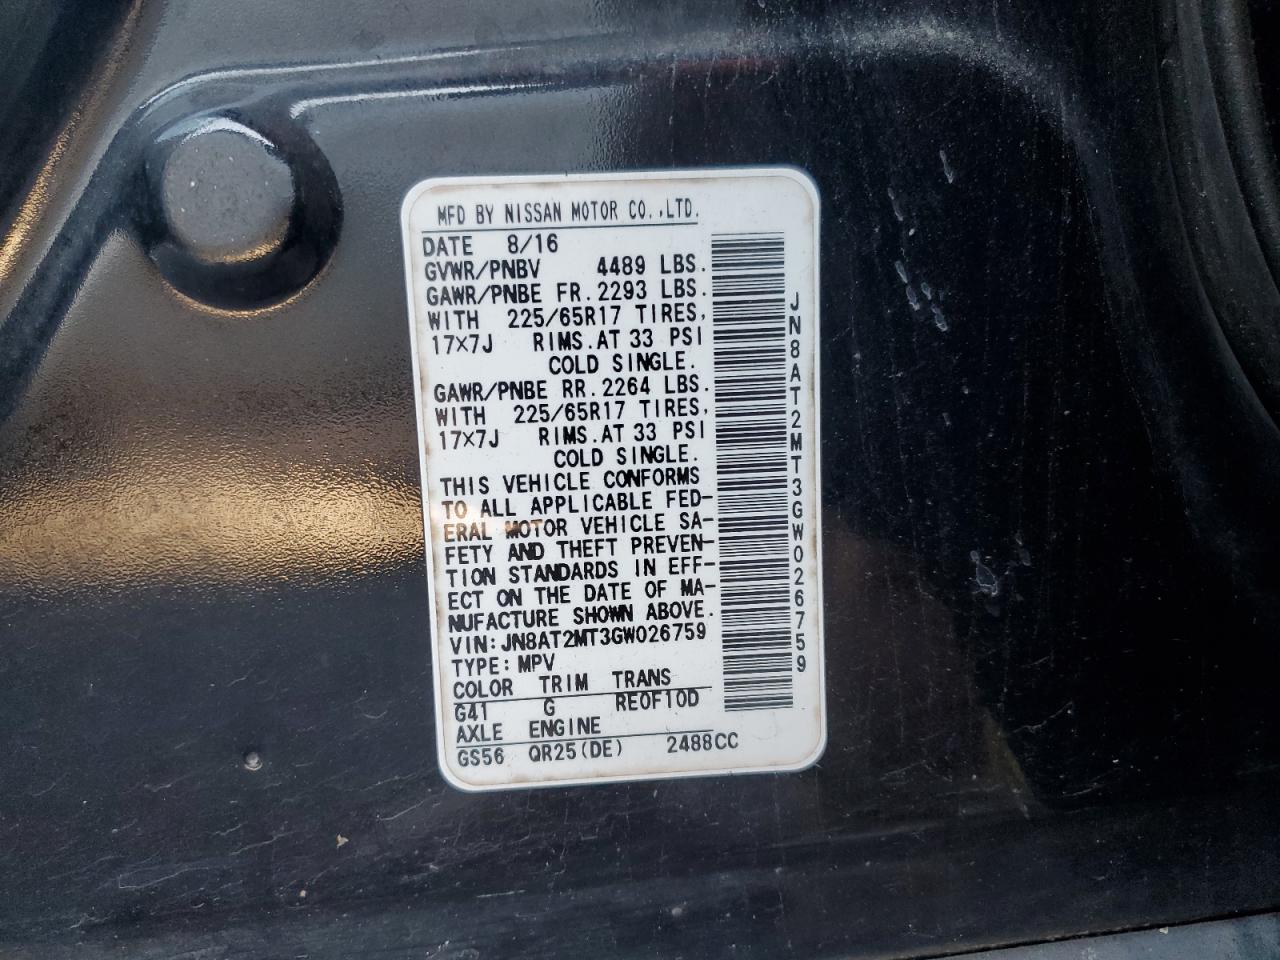 MFD BY NISSAN MOTOR CO.,LTD.
DATE 8/16
GVWR/PNBV 4489 LBS.
GAWR/PNBE FR.2293 LBS.
WITH 225/65R17 TIRES,
17×7J RIMS.AT 33 PSI
COLD SINGLE.
GAWR/PNBE RR.2264 LBS.
WITH 225/65R17 TIRES,
17×7J RIMS.AT 33 PSI
COLD SINGLE.
THIS VEHICLE CONFORMS
TO ALL APPLICABLE FED-
ERAL MOTOR VEHICLE SA-
FETY AND THEFT PREVEN-
TION STANDARDS IN EFF-
ECT ON THE DATE OF MA-
NUFACTURE SHOWN ABOVE.
VIN:JN8AT2MT3GW026759
TYPE:MPV
COLOR TRIM TRANS
G41 G RE0F10D
AXLE ENGINE
GS56 QR25(DE) 2488CC
JN8AT2MT3GW026759